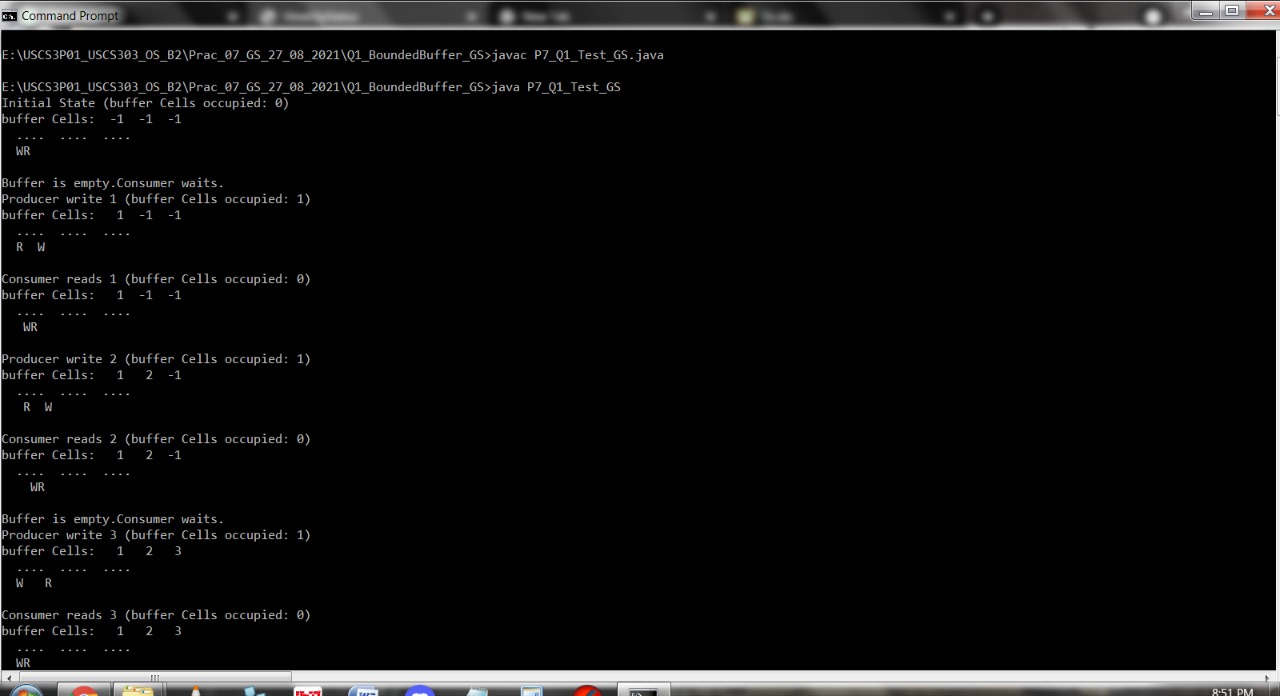 Command Prompt
New Tab
E:\USCS3P01_USCS303_OS_B2\Prac_07_GS_27_08_2021\Q1_BoundedBuffer_GS>javac P7_Q1_Test_GS.java
E:\USCS3P01_USCS303_OS_B2\Prac_07_GS_27_08_2021\Q1_BoundedBuffer_GS>java P7_Q1_Test_GS
Initial State (buffer Cells occupied: 0)
buffer Cells:  -1  -1  -1
.... .... ....
WR
Buffer is empty.Consumer waits.
Producer write 1 (buffer Cells occupied: 1)
buffer Cells:   1  -1  -1
.... .... ....
R  W
Consumer reads 1 (buffer Cells occupied: 0)
buffer Cells:   1  -1  -1
.... .... ....
WR
Producer write 2 (buffer Cells occupied: 1)
buffer Cells:   1   2  -1
.... .... ....
R  W
Consumer reads 2 (buffer Cells occupied: 0)
buffer Cells:   1   2  -1
.... .... ....
WR
Buffer is empty.Consumer waits.
Producer write 3 (buffer Cells occupied: 1)
buffer Cells:   1   2   3
.... .... ....
W   R
Consumer reads 3 (buffer Cells occupied: 0)
buffer Cells:   1   2   3
.... .... ....
WR
8:51 PM